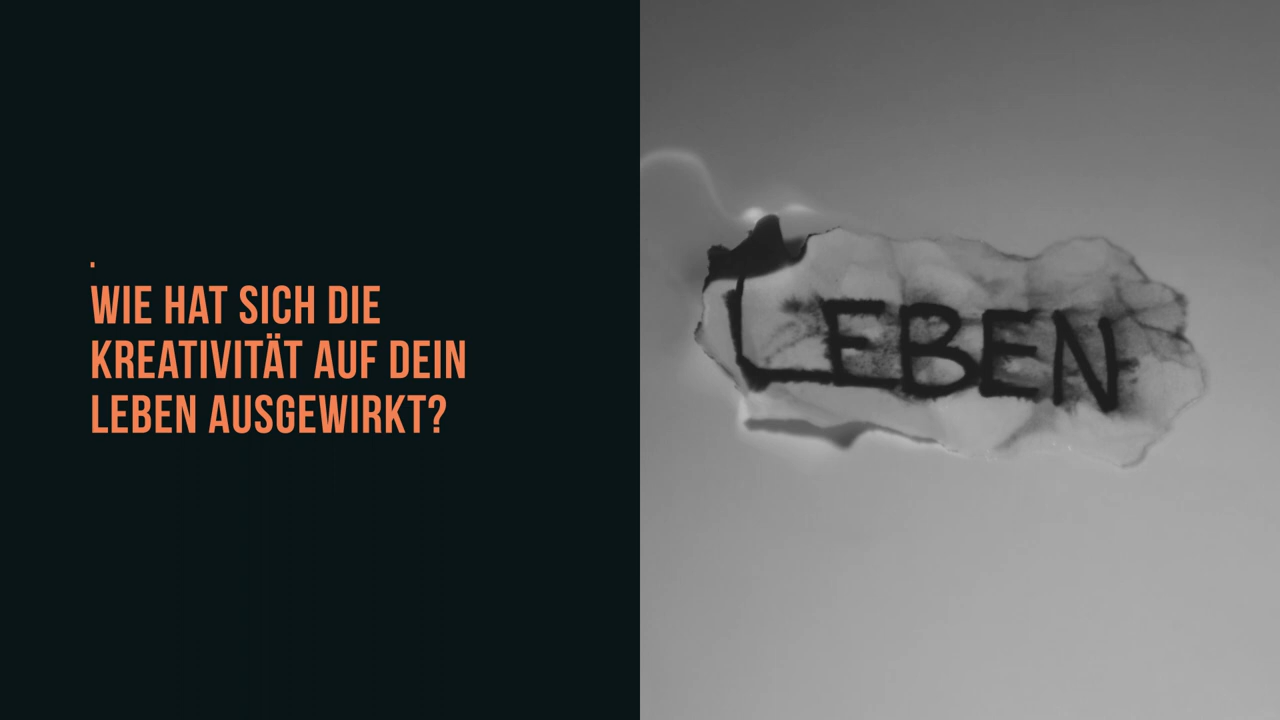 .
WIE HAT SICH DIE
KREATIVITÄT AUF DEIN
LEBEN AUSGEWIRKT?
LEBEN